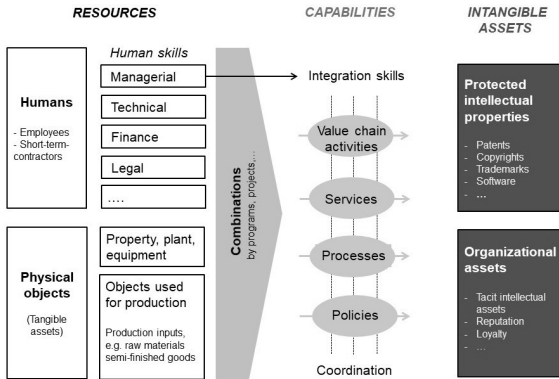 RESOURCES
CAPABILITIES
INTANGIBLE
ASSETS
Humans
- Employees
- Short-term-
contractors
Human skills
Managerial
Technical
Finance
Legal
....
Physical
objects
(Tangible
assets)
Property, plant,
equipment
Objects used
for production
Production inputs,
e.g. raw materials
semi-finished goods
Combinations
by programs, projects,...
Integration skills
Value chain
activities
Services
Processes
Policies
Coordination
Protected
intellectual
properties
- Patents
- Copyrights
- Trademarks
- Software
- ...
Organizational
assets
- Tacit intellectual
assets
- Reputation
- Loyalty
- ...